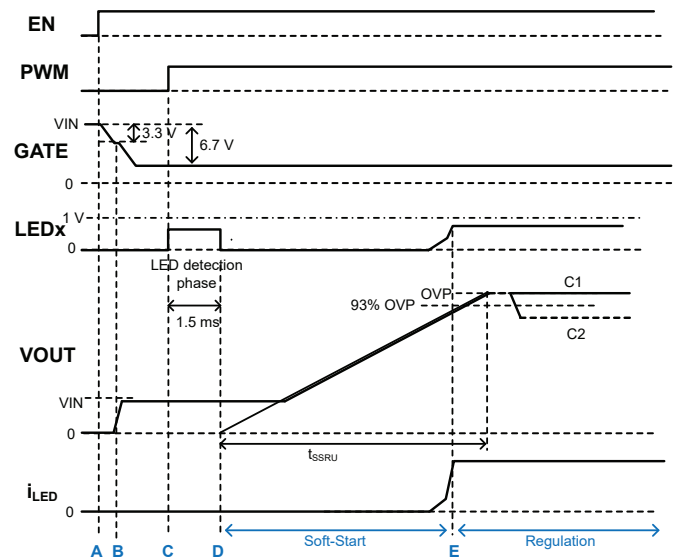 EN
PWM
VIN
3.3 V
6.7 V
GATE
0
1 V
LEDx
0
LED detection
phase
1.5 ms
OVP
C1
93% OVP
C2
VOUT
VIN
0
tSSRU
iLED
0
Soft-Start
Regulation
A
B
C
D
E